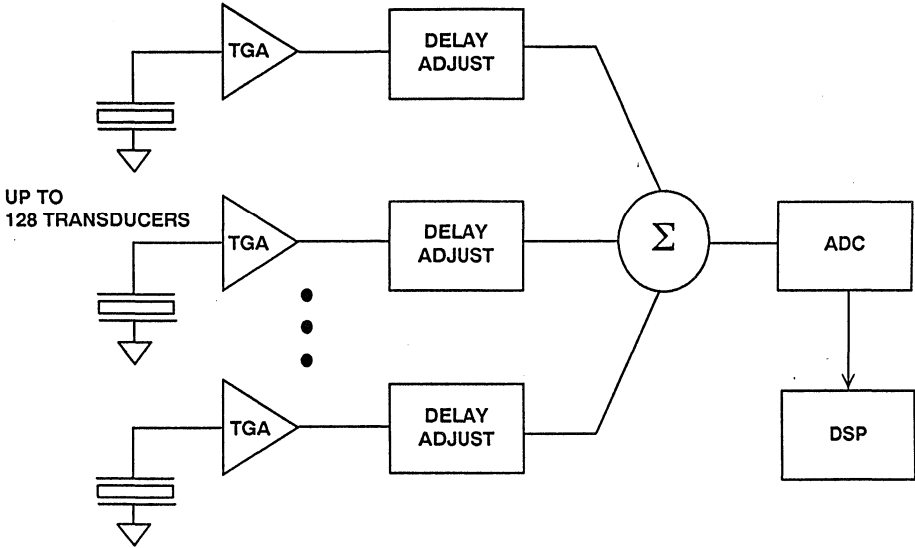 TGA
DELAY
ADJUST
UP TO
128 TRANSDUCERS
TGA
DELAY
ADJUST
Σ
ADC
TGA
DELAY
ADJUST
DSP